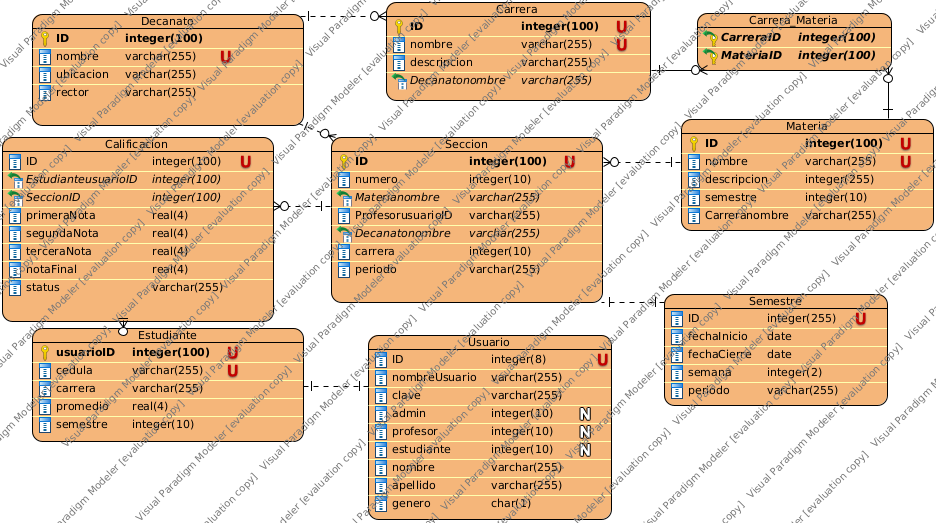 Decanato
ID integer(100)
nombre varchar(255) U
ubicacion varchar(255)
rector varchar(255)
Carrera
ID integer(100) U
nombre varchar(255) U
descripcion varchar(255)
Decanatonombre varchar(255)
Carrera_Materia
CarreraID integer(100)
MateriaID integer(100)
Calificacion
ID integer(100) U
EstudianteusuarioID integer(100)
SeccionID integer(100)
primeraNota real(4)
segundaNota real(4)
terceraNota real(4)
notaFinal real(4)
status varchar(255)
Seccion
ID integer(100) U
numero integer(10)
Materianombre varchar(255)
ProfesorusuarioID varchar(255)
Decanatonombre varchar(255)
carrera integer(10)
periodo varchar(255)
Materia
ID integer(100) U
nombre varchar(255) U
descripcion integer(255)
semestre integer(10)
Carreranombre varchar(255)
Estudiante
usuarioID integer(100) U
cedula varchar(255) U
carrera varchar(255)
promedio real(4)
semestre integer(10)
Usuario
ID integer(8) U
nombreUsuario varchar(255)
clave varchar(255)
admin integer(10) N
profesor integer(10) N
estudiante integer(10) N
nombre varchar(255)
apellido varchar(255)
genero char(1)
Semestre
ID integer(255) U
fechaInicio date
fechaCierre date
semana integer(2)
periodo varchar(255)
Visual Paradigm Modeler [evaluation copy]